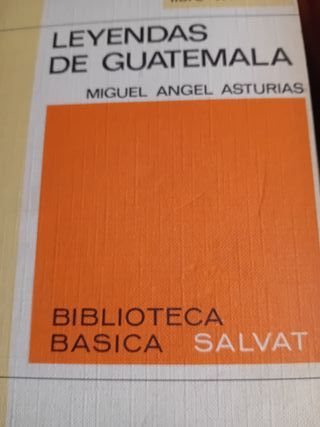 LEYENDAS
DE GUATEMALA
MIGUEL ANGEL ASTURIAS
BIBLIOTECA
BASICA SALVAT